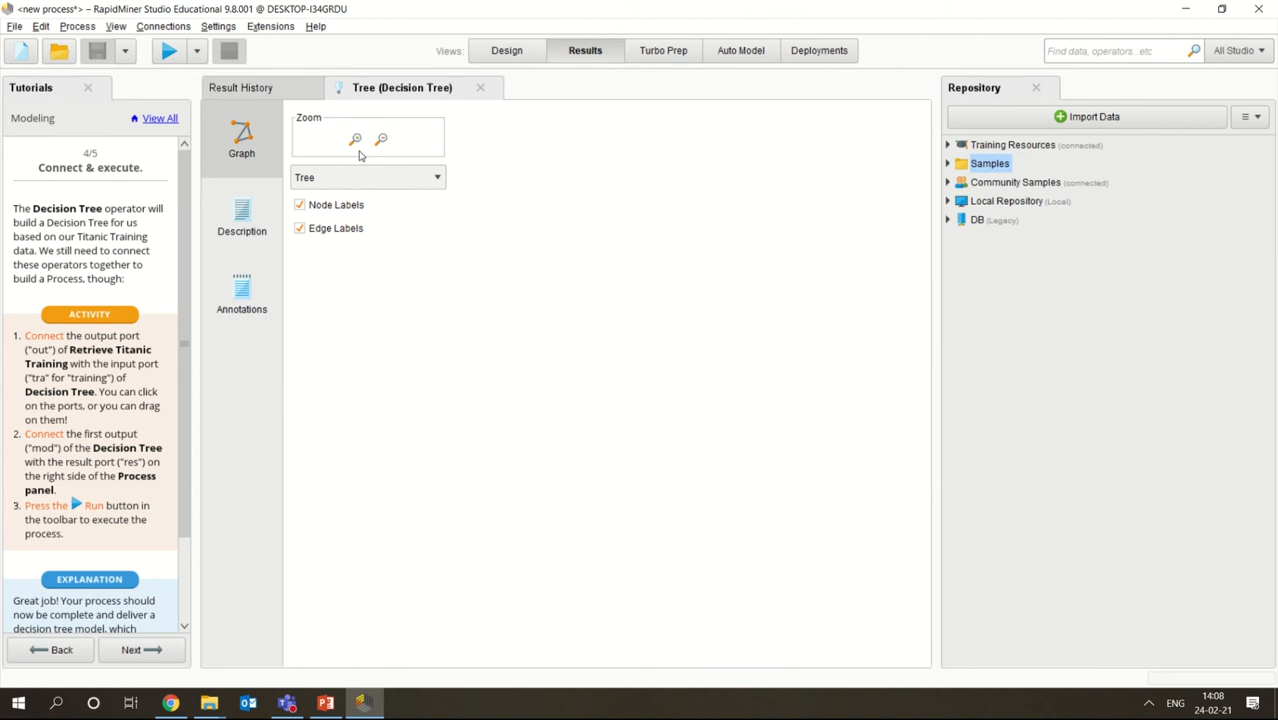 <new process*> – RapidMiner Studio Educational 9.8.001 @ DESKTOP-I34GRDU
File Edit Process View Connections Settings Extensions Help
Views: Design Results Turbo Prep Auto Model Deployments
Find data, operators...etc All Studio
Tutorials
Modeling View All
4/5
Connect & execute.
The Decision Tree operator will
build a Decision Tree for us
based on our Titanic Training
data. We still need to connect
these operators together to
build a Process, though:
ACTIVITY
1. Connect the output port
("out") of Retrieve Titanic
Training with the input port
("tra" for "training") of
Decision Tree. You can click
on the ports, or you can drag
on them!
2. Connect the first output
("mod") of the Decision Tree
with the result port ("res") on
the right side of the Process
panel.
3. Press the Run button in
the toolbar to execute the
process.
EXPLANATION
Great job! Your process should
now be complete and deliver a
decision tree model, which
Back Next
Result History Tree (Decision Tree)
Graph
Description
Annotations
Zoom
Tree
Node Labels
Edge Labels
Repository
Import Data
Training Resources (connected)
Samples
Community Samples (connected)
Local Repository (Local)
DB (Legacy)
ENG
14:08
24-02-21